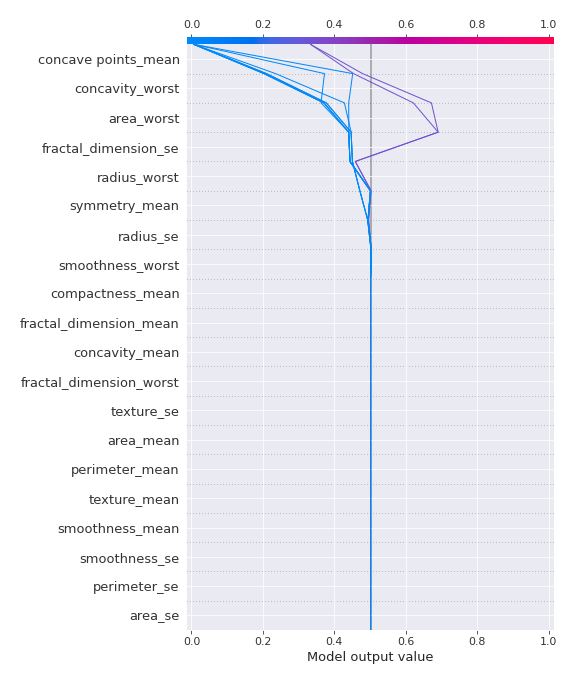 0.0 0.2 0.4 0.6 0.8 1.0
concave points_mean
concavity_worst
area_worst
fractal_dimension_se
radius_worst
symmetry_mean
radius_se
smoothness_worst
compactness_mean
fractal_dimension_mean
concavity_mean
fractal_dimension_worst
texture_se
area_mean
perimeter_mean
texture_mean
smoothness_mean
smoothness_se
perimeter_se
area_se
0.0 0.2 0.4 0.6 0.8 1.0
Model output value